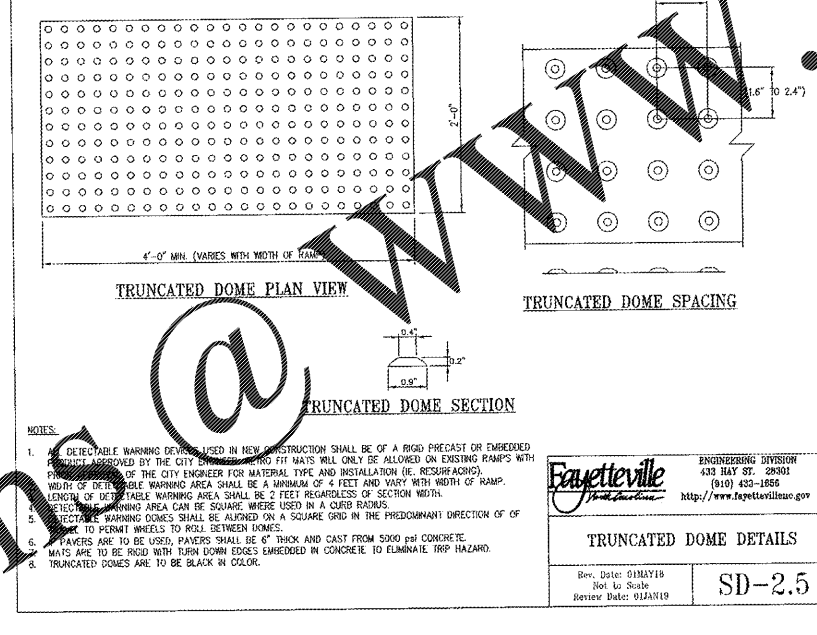 2'-0"
4'-0" MIN. (VARIES WITH WIDTH OF RAMP
TRUNCATED DOME PLAN VIEW
1.6" TO 2.4")
TRUNCATED DOME SPACING
0.4"
0.2"
0.9"
TRUNCATED DOME SECTION
ns @ www.
NOTES:
1. ALL DETECTABLE WARNING DEVICES USED IN NEW CONSTRUCTION SHALL BE OF A RIGID PRECAST OR EMBEDDED
PRODUCT APPROVED BY THE CITY ENGINEER. RETRO FIT MATS WILL ONLY BE ALLOWED ON EXISTING RAMPS WITH
OF THE CITY ENGINEER FOR MATERIAL TYPE AND INSTALLATION (IE. RESURFACING).
WIDTH OF DETECTABLE WARNING AREA SHALL BE A MINIMUM OF 4 FEET AND VARY WITH WIDTH OF RAMP.
3. LENGTH OF DETECTABLE WARNING AREA SHALL BE 2 FEET REGARDLESS OF SECTION WIDTH.
4. DETECTABLE WARNING AREA CAN BE SQUARE WHERE USED IN A CURB RADIUS.
5. DETECTABLE WARNING DOMES SHALL BE ALIGNED ON A SQUARE GRID IN THE PREDOMINANT DIRECTION OF OF
TO PERMIT WHEELS TO ROLL BETWEEN DOMES.
6. IF PAVERS ARE TO BE USED, PAVERS SHALL BE 6" THICK AND CAST FROM 5000 psi CONCRETE.
7. MATS ARE TO BE RIGID WITH TURN DOWN EDGES EMBEDDED IN CONCRETE TO ELIMINATE TRIP HAZARD.
8. TRUNCATED DOMES ARE TO BE BLACK IN COLOR.
Fayetteville
North Carolina
ENGINEERING DIVISION
433 HAY ST. 28301
(910) 433-1656
http://www.fayettevillenc.gov
TRUNCATED DOME DETAILS
Rev. Date: 01MAY18
Not to Scale
Review Date: 01JAN19
SD-2.5